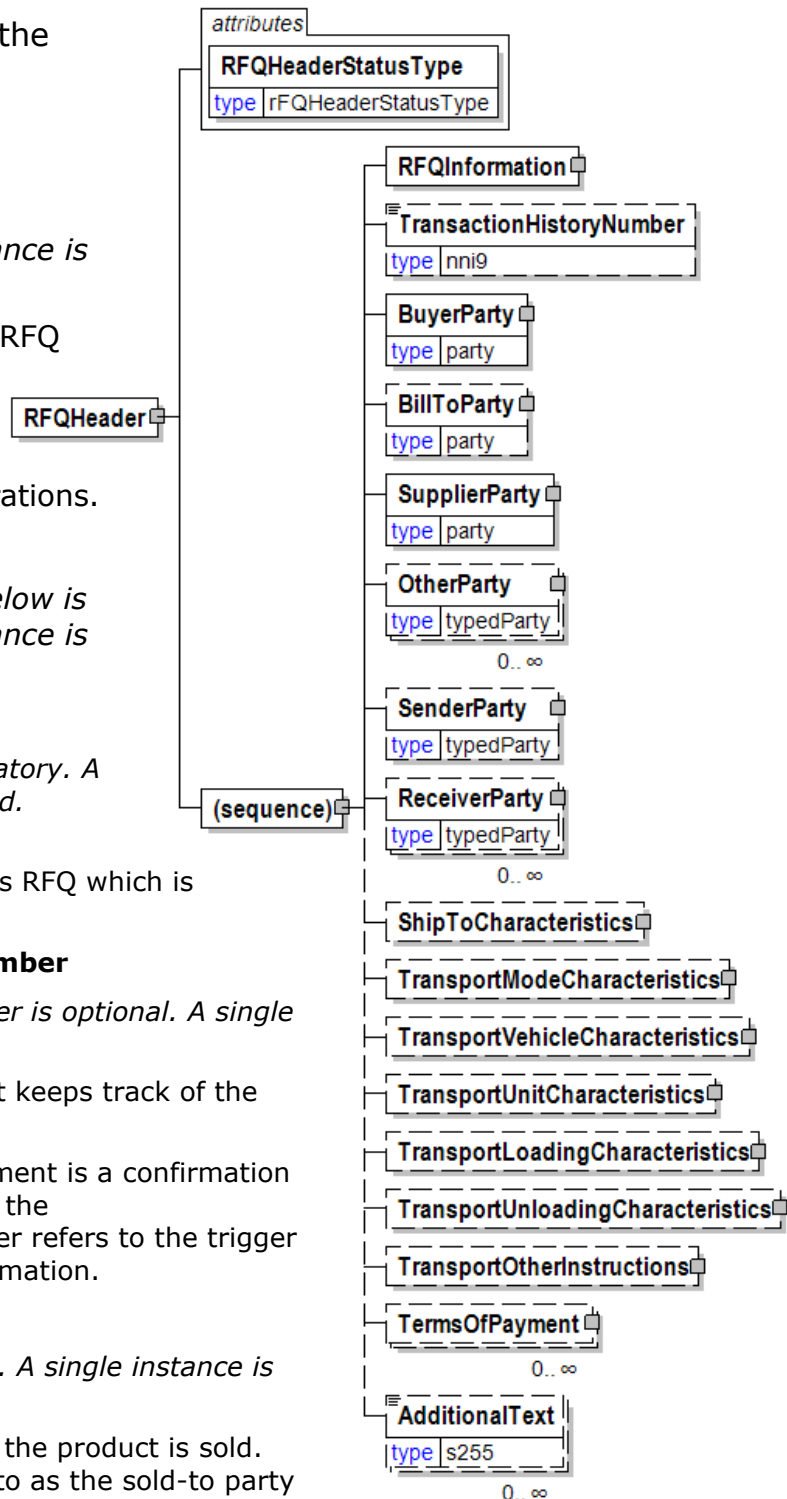 the
ance is
RFQ
ations.
elow is
ance is
atory. A
d.
s RFQ which is
mber
er is optional. A single
t keeps track of the
ment is a confirmation
the
er refers to the trigger
mation.
. A single instance is
the product is sold.
to as the sold-to party
attributes
RFQHeaderStatusType
type rFQHeaderStatusType
RFQHeader
(sequence)
RFQInformation
TransactionHistoryNumber
type nni9
BuyerParty
type party
BillToParty
type party
SupplierParty
type party
OtherParty
type typedParty
0.. ∞
SenderParty
type typedParty
ReceiverParty
type typedParty
0.. ∞
ShipToCharacteristics
TransportModeCharacteristics
TransportVehicleCharacteristics
TransportUnitCharacteristics
TransportLoadingCharacteristics
TransportUnloadingCharacteristics
TransportOtherInstructions
TermsOfPayment
0.. ∞
AdditionalText
type s255
0.. ∞